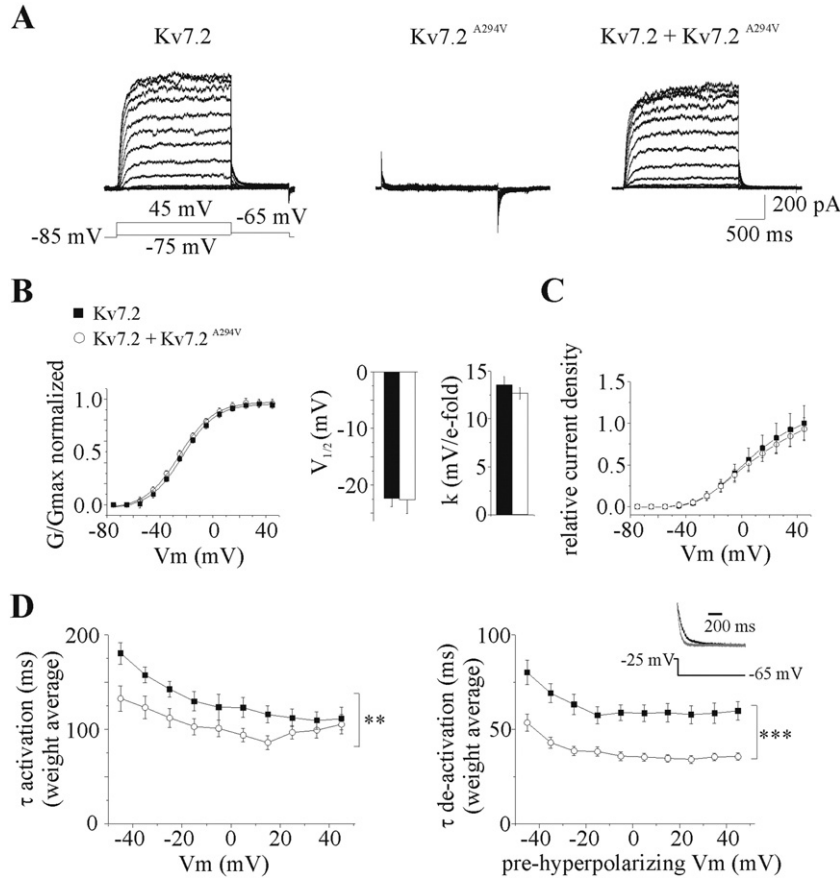 A
Kv7.2
Kv7.2 A294V
Kv7.2 + Kv7.2 A294V
45 mV
-65 mV
-85 mV
-75 mV
200 pA
500 ms
B
Kv7.2
Kv7.2 + Kv7.2 A294V
G/Gmax normalized
1.0
0.5
0.0
-80
-40
0
40
Vm (mV)
V1/2 (mV)
0
-10
-20
k (mV/e-fold)
15
10
5
0
C
relative current density
1.5
1.0
0.5
0.0
-80
-40
0
40
Vm (mV)
D
τ activation (ms)
(weight average)
200
100
0
-40
-20
0
20
40
Vm (mV)
**
τ de-activation (ms)
(weight average)
100
50
0
-40
-20
0
20
40
pre-hyperpolarizing Vm (mV)
200 ms
-25 mV
-65 mV
***